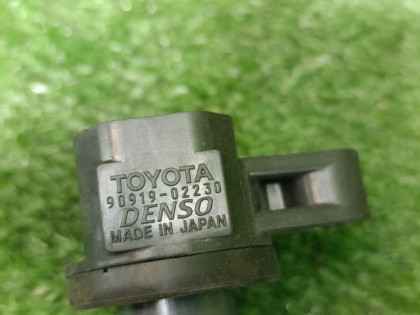 TOYOTA
90919-02230
DENSO
MADE IN JAPAN